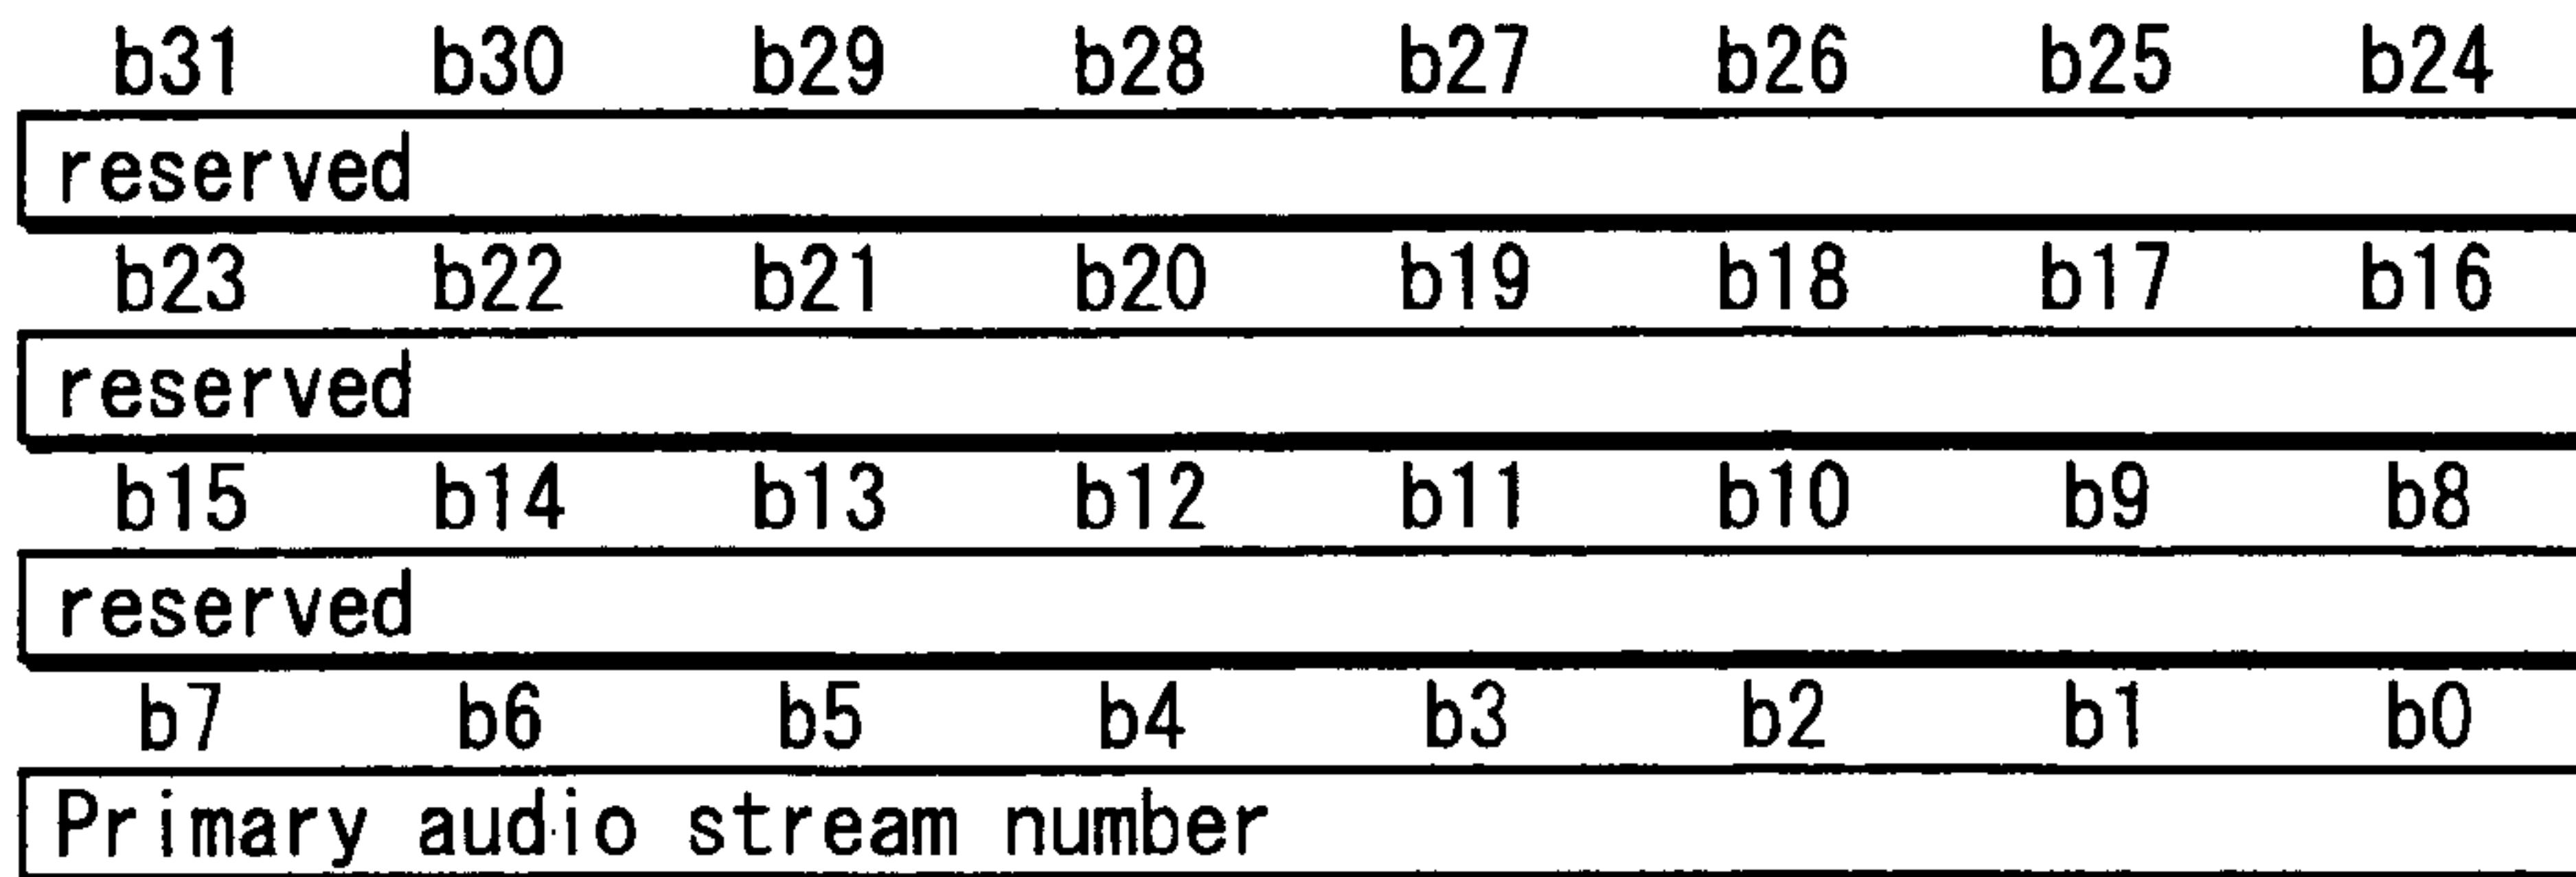 b31 b30 b29 b28 b27 b26 b25 b24
reserved
b23 b22 b21 b20 b19 b18 b17 b16
reserved
b15 b14 b13 b12 b11 b10 b9 b8
reserved
b7 b6 b5 b4 b3 b2 b1 b0
Primary audio stream number